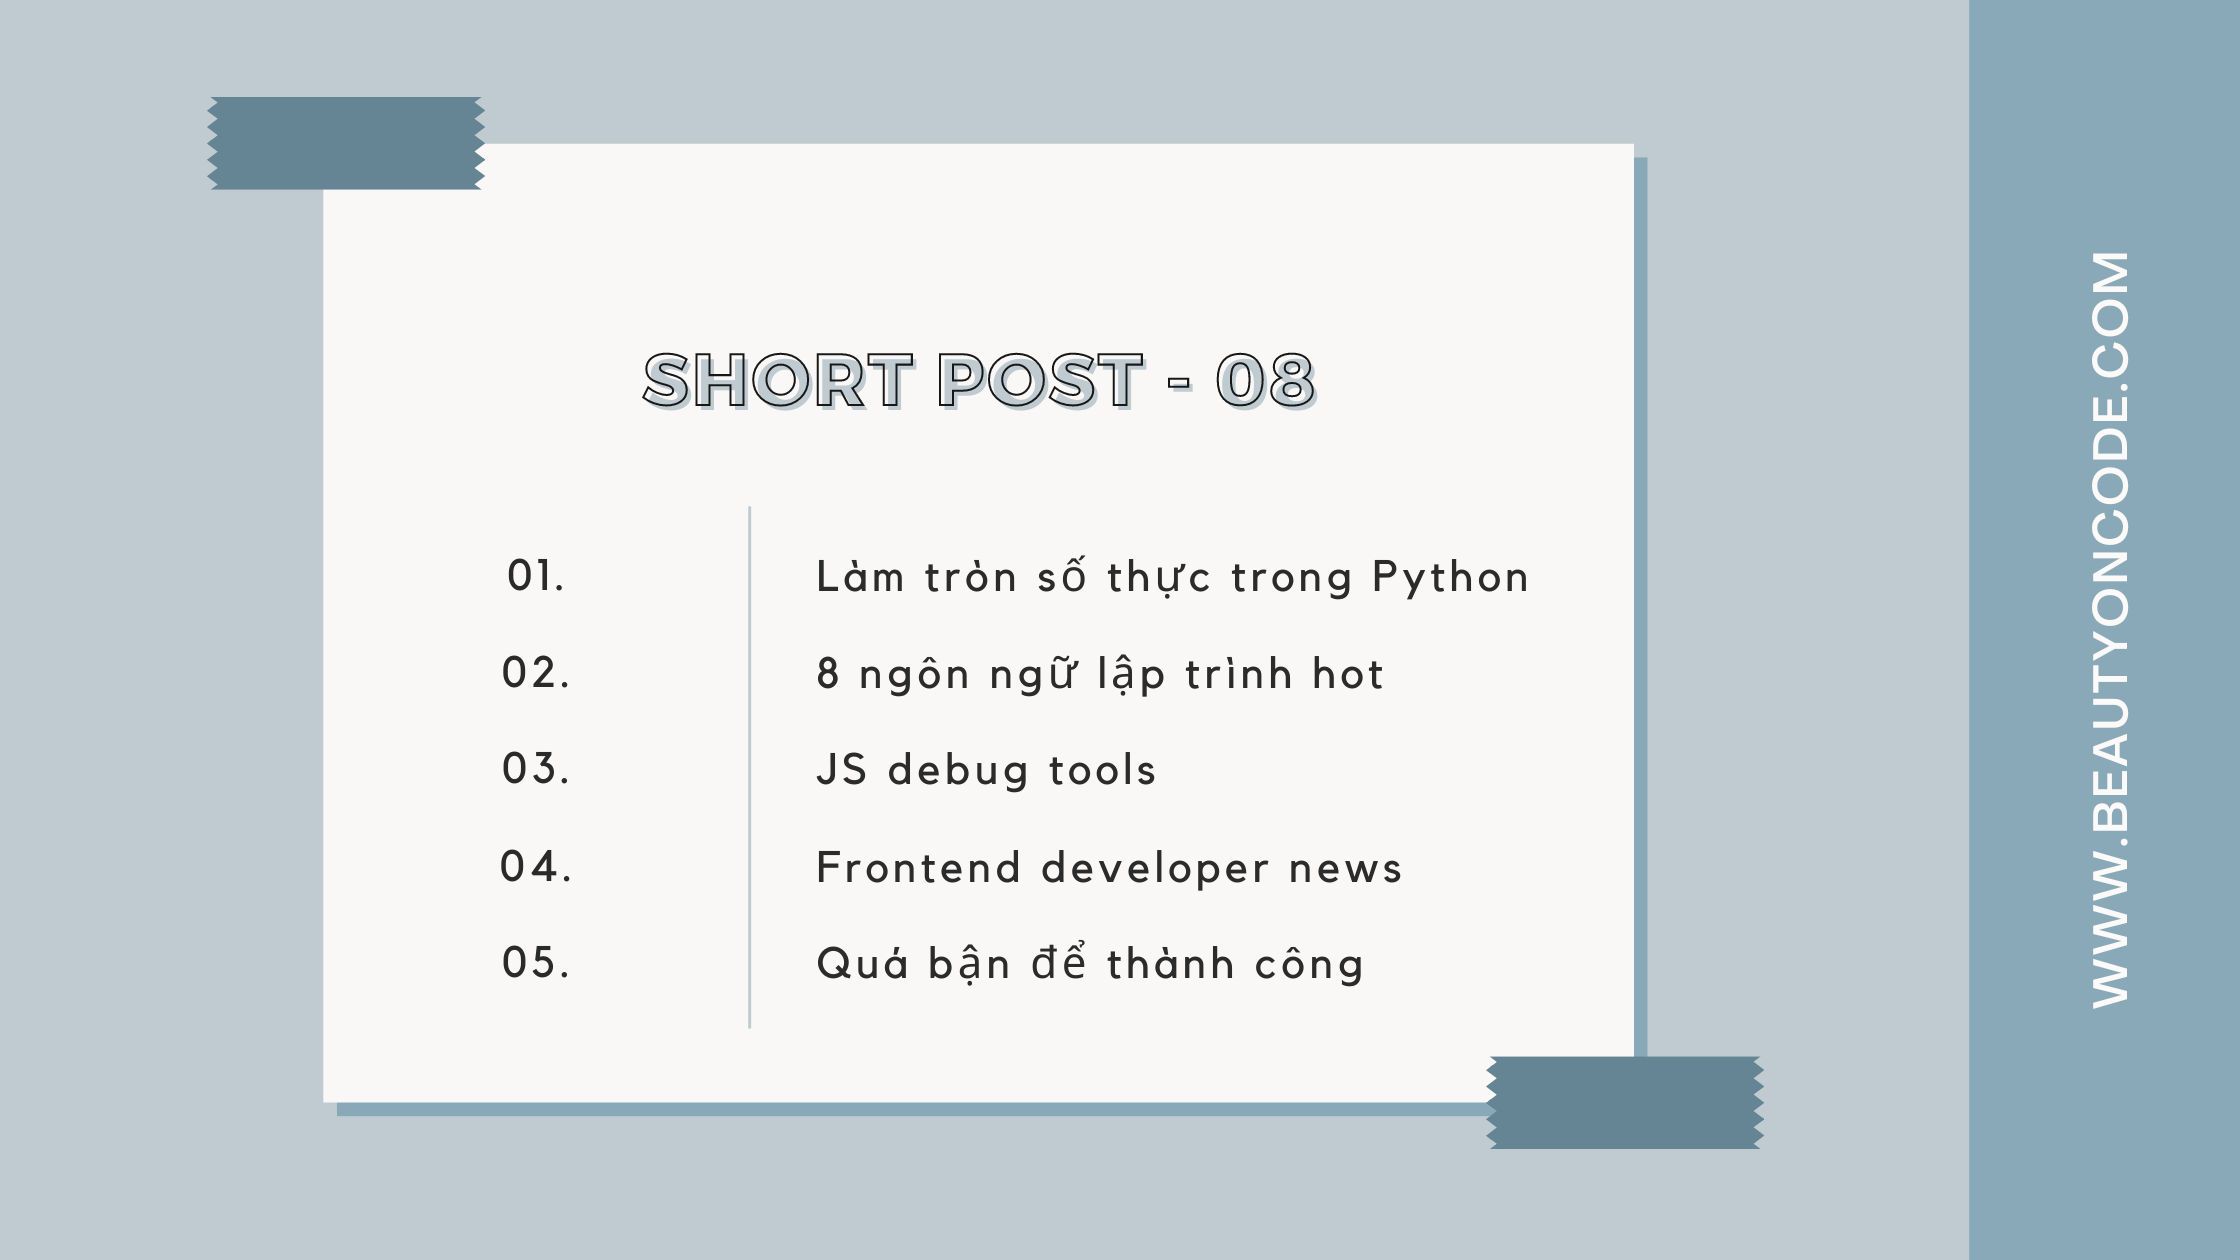 SHORT POST - 08
01. Làm tròn số thực trong Python
02. 8 ngôn ngữ lập trình hot
03. JS debug tools
04. Frontend developer news
05. Quá bận để thành công
WWW.BEAUTYONCODE.COM